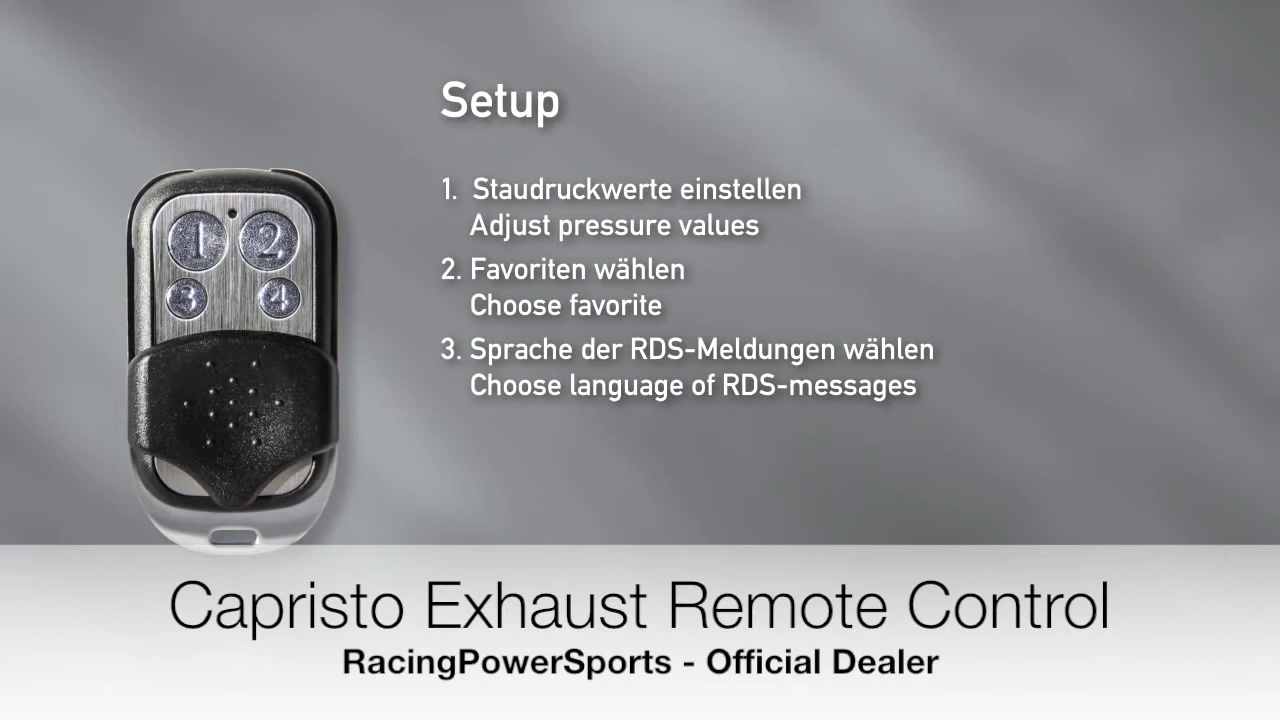 Setup
1. Staudruckwerte einstellen
Adjust pressure values
2. Favoriten wählen
Choose favorite
3. Sprache der RDS-Meldungen wählen
Choose language of RDS-messages
1 2
3 4
Capristo Exhaust Remote Control
RacingPowerSports - Official Dealer